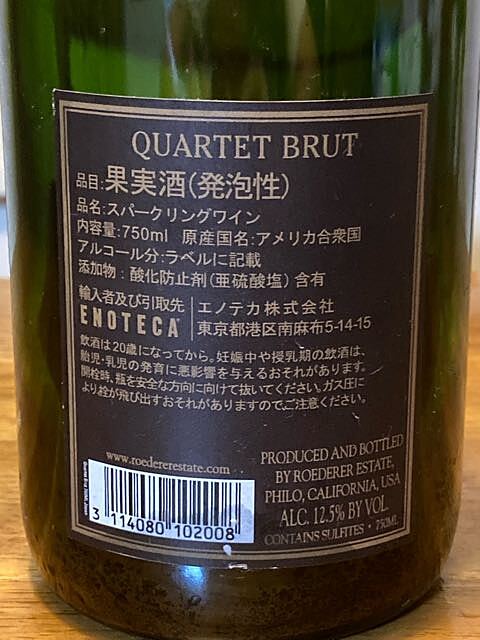 QUARTET BRUT
品目:果実酒(発泡性)
品名:スパークリングワイン
内容量:750ml 原産国名:アメリカ合衆国
アルコール分:ラベルに記載
添加物:酸化防止剤(亜硫酸塩)含有
輸入者及び引取先
ENOTECA
エノテカ株式会社
東京都港区南麻布5-14-15
飲酒は20歳になってから。妊娠中や授乳期の飲酒は、
胎児・乳児の発育に悪影響を与えるおそれがあります。
開栓時、瓶を安全な方向に向けて抜いてください。ガス圧に
より栓が飛び出すおそれがありますのでご注意ください。
www.roedererestate.com
3 114080 102008
PRODUCED AND BOTTLED
BY ROEDERER ESTATE,
PHILO, CALIFORNIA, USA
ALC. 12.5% BY VOL.
CONTAINS SULFITES • 750ML